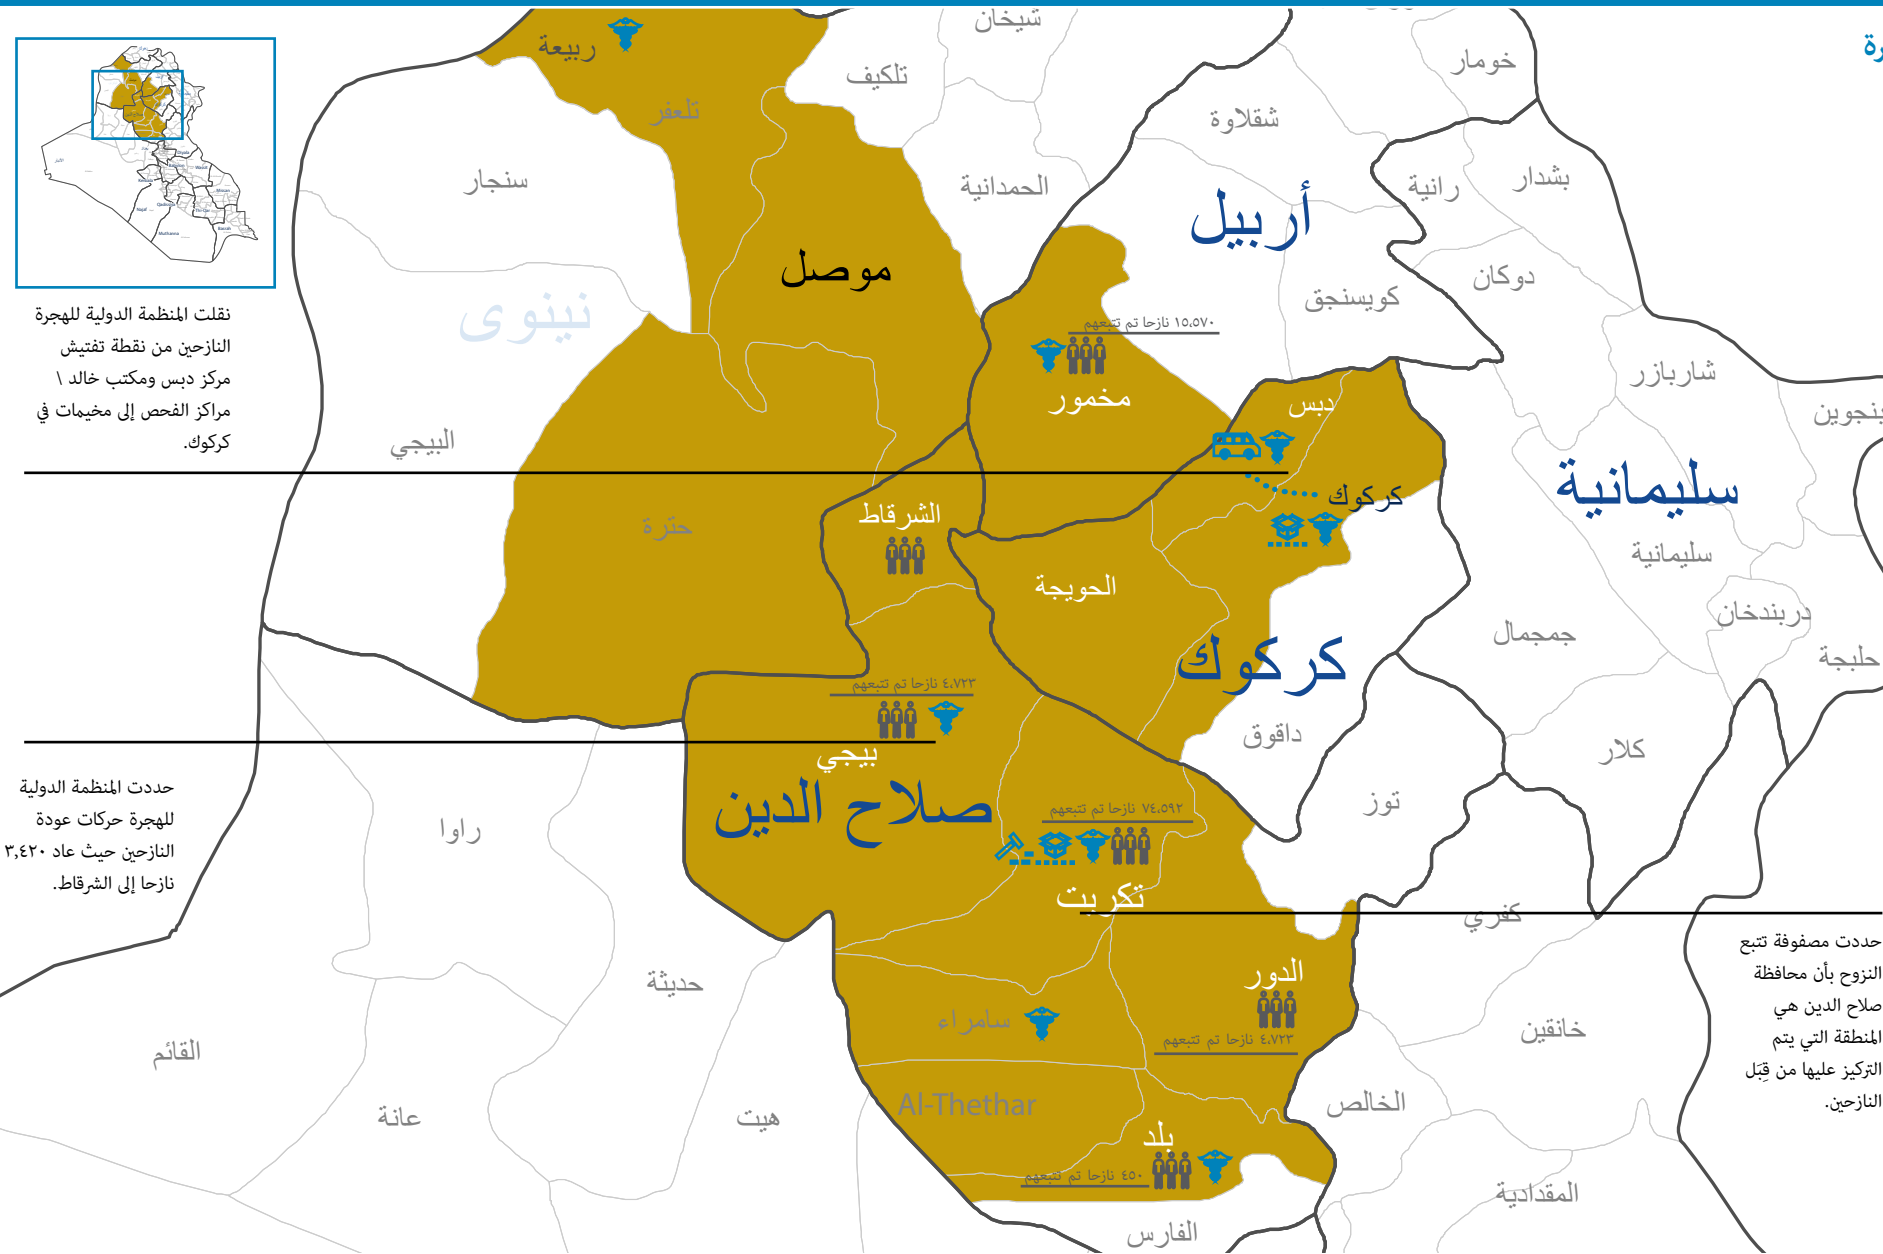 رة
شيخان
ربيعة
تلكيف
خومار
تلعفر
شقلاوة
سنجار
الحمدانية
أربيل
رانية
بشدار
موصل
دوكان
كويسنجق
نينوى
نقلت المنظمة الدولية للهجرة
النازحين من نقطة تفتيش
مركز دبس ومكتب خالد \
مراكز الفحص إلى مخيمات في
كركوك.
١٥،٥٧٠ نازحا تم تتبعهم
مخمور
دبس
شاربازر
بنجوين
البيجي
سليمانية
كركوك
الشرقاط
حترة
سليمانية
الحويجة
دربندخان
جمجمال
حلبجة
كركوك
٤،٧٢٣ نازحا تم تتبعهم
داقوق
كلار
بيجي
صلاح الدين
٧٤،٥٩٢ نازحا تم تتبعهم
توز
راوا
حددت المنظمة الدولية
للهجرة حركات عودة
النازحين حيث عاد ٣,٤٢٠
نازحا إلى الشرقاط.
تكريت
كفري
حددت مصفوفة تتبع
النزوح بأن محافظة
صلاح الدين هي
المنطقة التي يتم
التركيز عليها من قِبَل
النازحين.
حديثة
الدور
سامراء
٤،٧٢٣ نازحا تم تتبعهم
خانقين
القائم
Al-Thethar
عانة
هيت
الخالص
بلد
٤٥٠ نازحا تم تتبعهم
المقدادية
الفارس